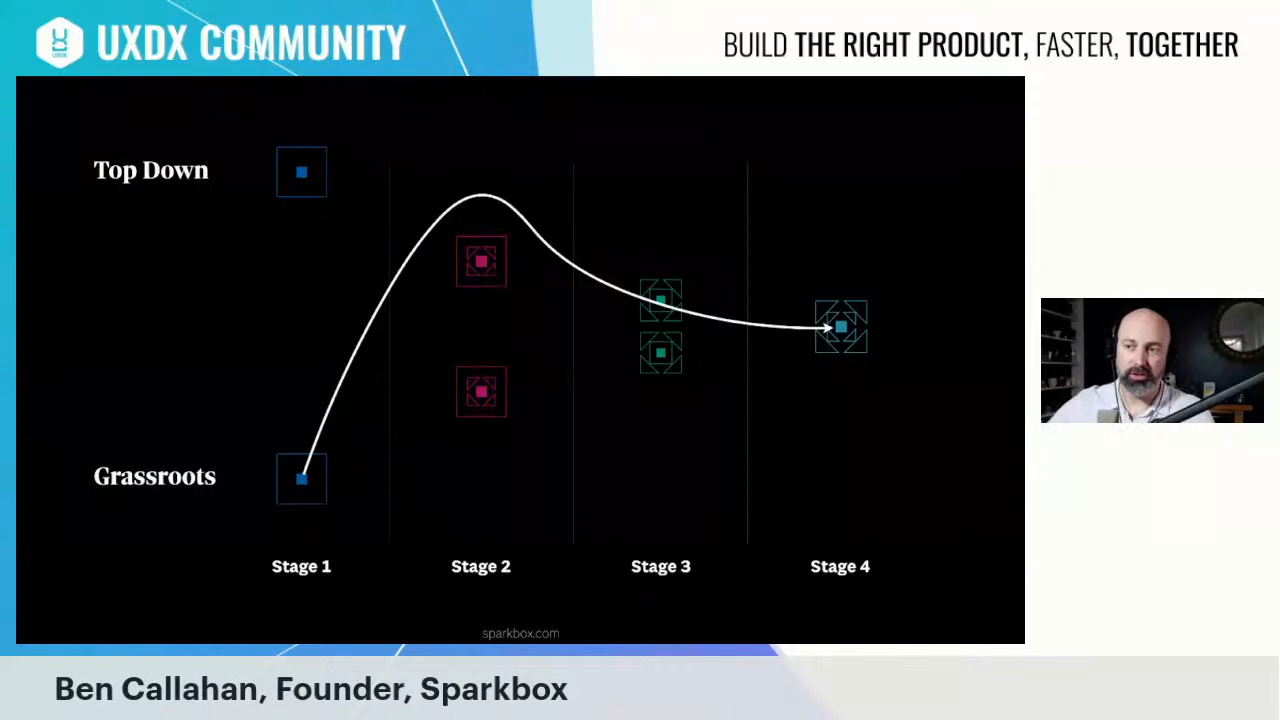 UXDX COMMUNITY
BUILD THE RIGHT PRODUCT, FASTER, TOGETHER
Top Down
Grassroots
Stage 1
Stage 2
Stage 3
Stage 4
sparkbox.com
Ben Callahan, Founder, Sparkbox